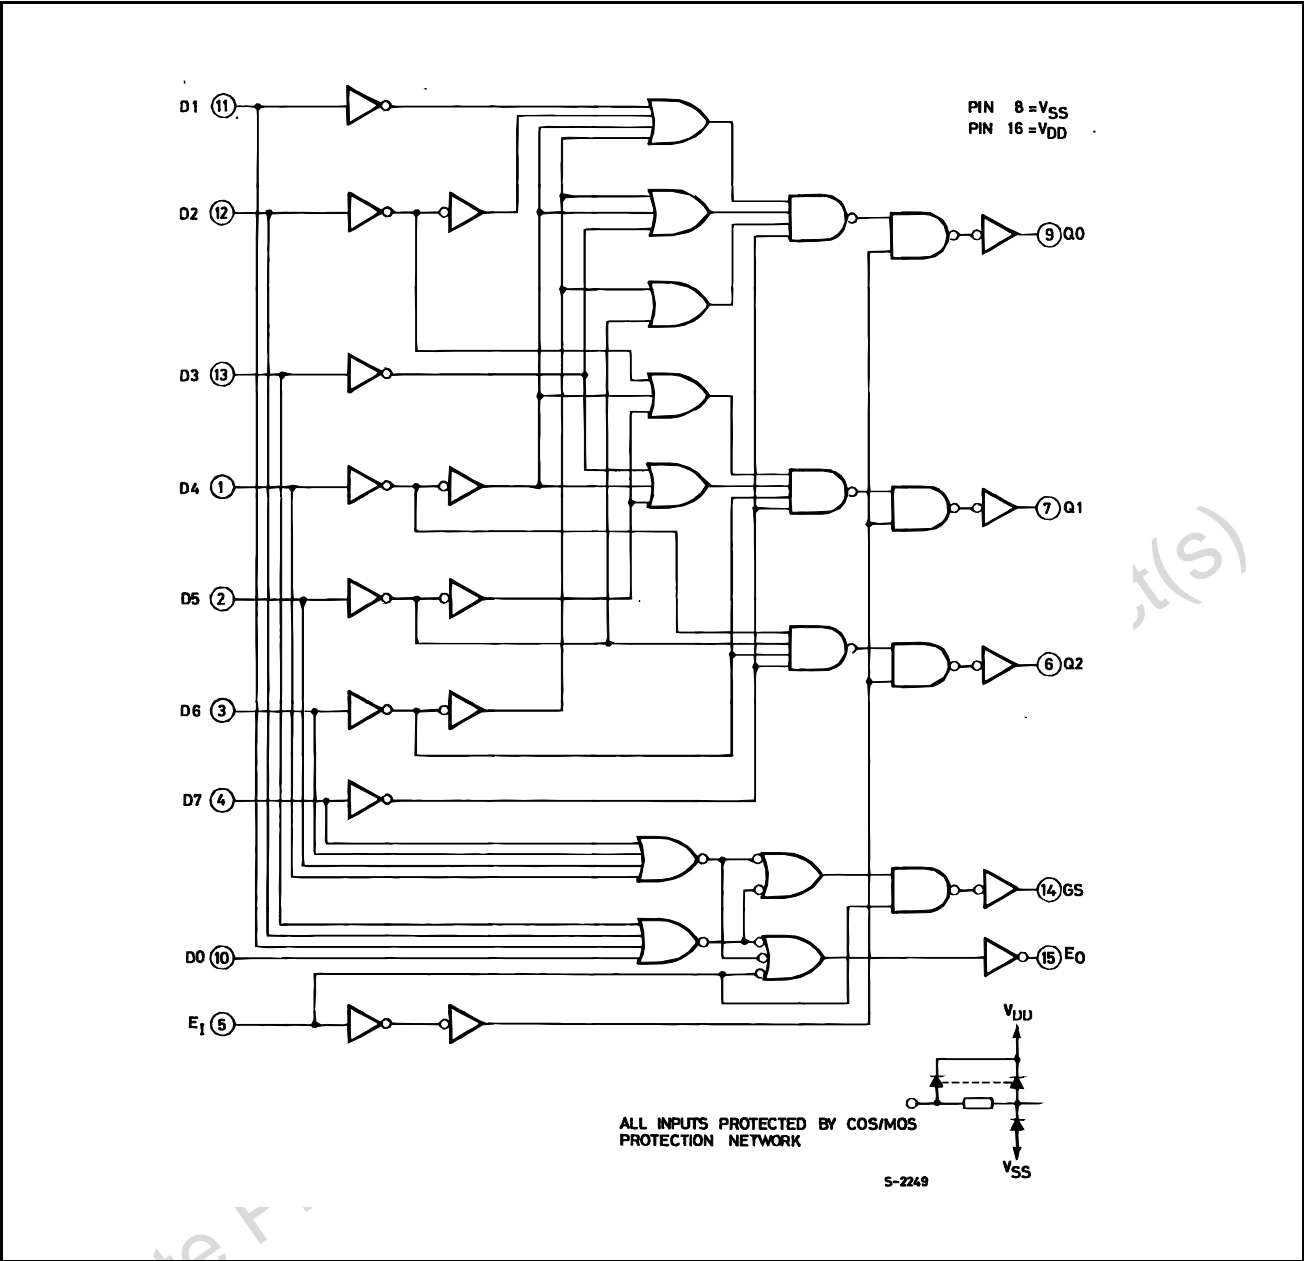 D1 11
PIN 8 = VSS
PIN 16 = VDD
D2 12
9 Q0
D3 13
D4 1
7 Q1
D5 2
6 Q2
D6 3
D7 4
14 GS
D0 10
15 EO
EI 5
VDD
ALL INPUTS PROTECTED BY COS/MOS
PROTECTION NETWORK
VSS
S-2249
ct(s)